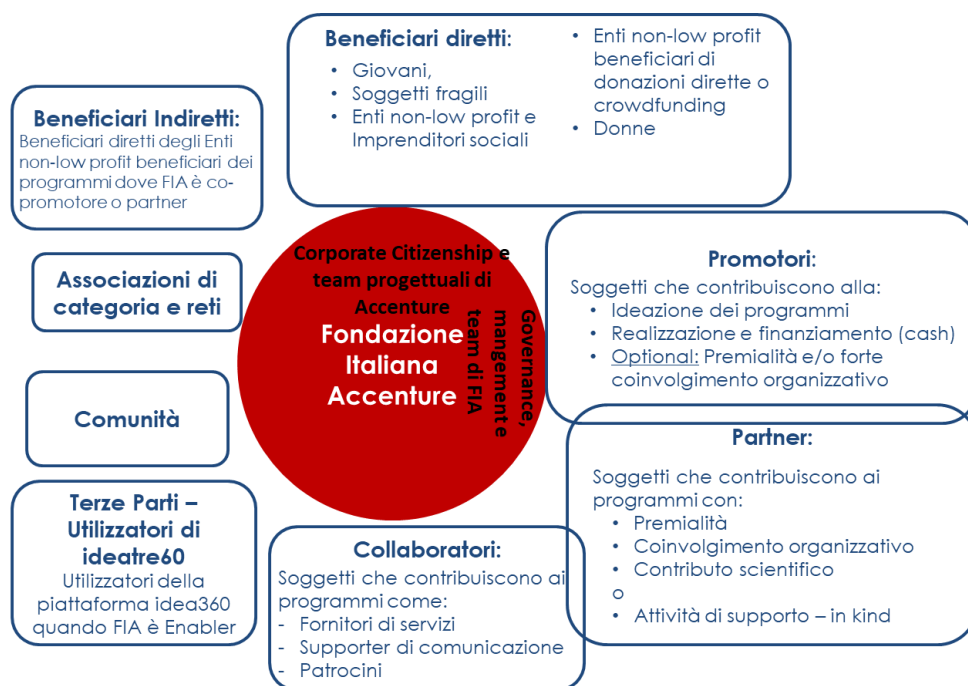 Beneficiari diretti:
• Giovani,
• Soggetti fragili
• Enti non-low profit e
Imprenditori sociali
• Enti non-low profit
beneficiari di
donazioni dirette o
crowdfunding
• Donne
Beneficiari Indiretti:
Beneficiari diretti degli Enti
non-low profit beneficiari dei
programmi dove FIA è co-
promotore o partner
Associazioni di
categoria e reti
Comunità
Terze Parti –
Utilizzatori di
ideatre60
Utilizzatori della
piattaforma idea360
quando FIA è Enabler
Corporate Citizenship e
team progettuali di
Accenture
Fondazione
Italiana
Accenture
Governance,
mangement e
team di FIA
Promotori:
Soggetti che contribuiscono alla:
• Ideazione dei programmi
• Realizzazione e finanziamento (cash)
• Optional: Premialità e/o forte
coinvolgimento organizzativo
Partner:
Soggetti che contribuiscono ai
programmi con:
• Premialità
• Coinvolgimento organizzativo
• Contributo scientifico
o
• Attività di supporto – in kind
Collaboratori:
Soggetti che contribuiscono ai
programmi come:
- Fornitori di servizi
- Supporter di comunicazione
- Patrocini